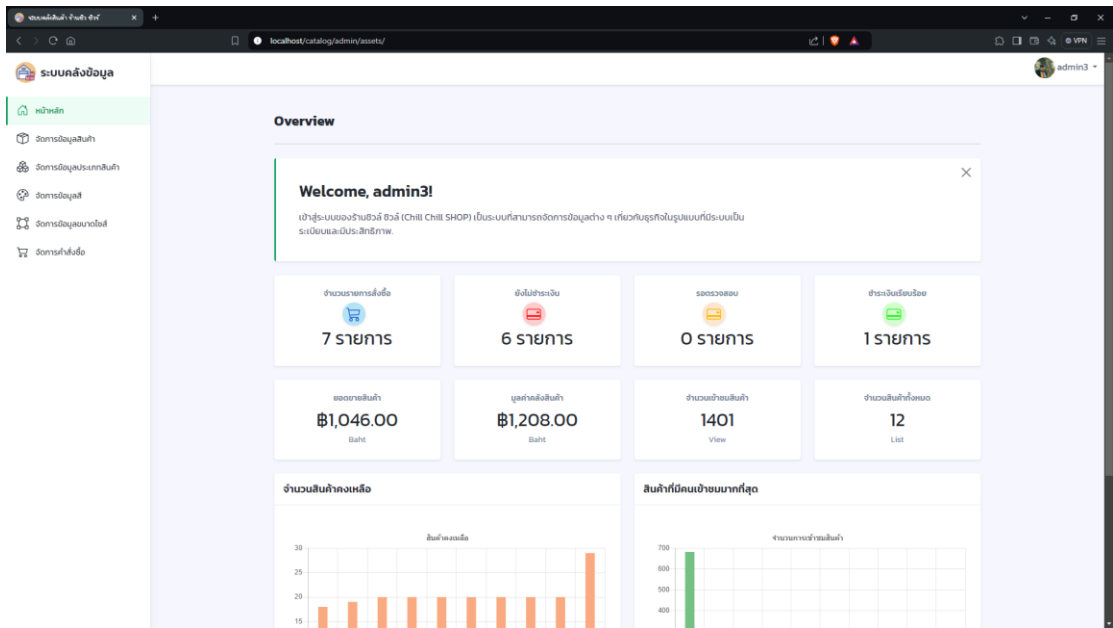 ระบบคลังสินค้า ร้านชิว ชิวล์
localhost/catalog/admin/assets/
VPN
ระบบคลังข้อมูล
admin3
หน้าหลัก
จัดการข้อมูลสินค้า
จัดการข้อมูลประเภทสินค้า
จัดการข้อมูลสี
จัดการข้อมูลขนาดไซส์
จัดการคำสั่งซื้อ
Overview
Welcome, admin3!
เข้าสู่ระบบของร้านชิวล์ ชิวล์ (Chill Chill SHOP) เป็นระบบที่สามารถจัดการข้อมูลต่าง ๆ เกี่ยวกับธุรกิจในรูปแบบที่มีระบบเป็น
ระเบียบและมีประสิทธิภาพ.
จำนวนรายการสั่งซื้อ
7 รายการ
ยังไม่ชำระเงิน
6 รายการ
รอตรวจสอบ
0 รายการ
ชำระเงินเรียบร้อย
1 รายการ
ยอดขายสินค้า
฿1,046.00
Baht
มูลค่าคลังสินค้า
฿1,208.00
Baht
จำนวนเข้าชมสินค้า
1401
View
จำนวนสินค้าทั้งหมด
12
List
จำนวนสินค้าคงเหลือ
สินค้าคงเหลือ
30
25
20
15
สินค้าที่มีคนเข้าชมมากที่สุด
จำนวนการเข้าชมสินค้า
700
600
500
400